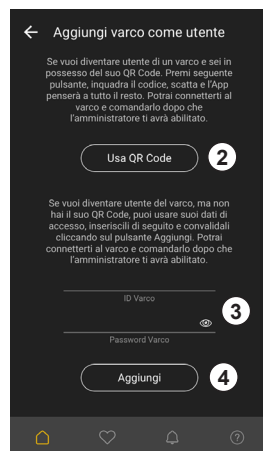 Aggiungi varco come utente
Se vuoi diventare utente di un varco e sei in
possesso del suo QR Code. Premi seguente
pulsante, inquadra il codice, scatta e l'App
penserà a tutto il resto. Potrai connetterti al
varco e comandarlo dopo che
l'amministratore ti avrà abilitato.
Usa QR Code
2
Se vuoi diventare utente del varco, ma non
hai il suo QR Code, puoi usare suoi dati di
accesso, inseriscili di seguito e convalidali
cliccando sul pulsante Aggiungi. Potrai
connetterti al varco e comandarlo dopo che
l'amministratore ti avrà abilitato.
ID Varco
3
Password Varco
Aggiungi
4
?